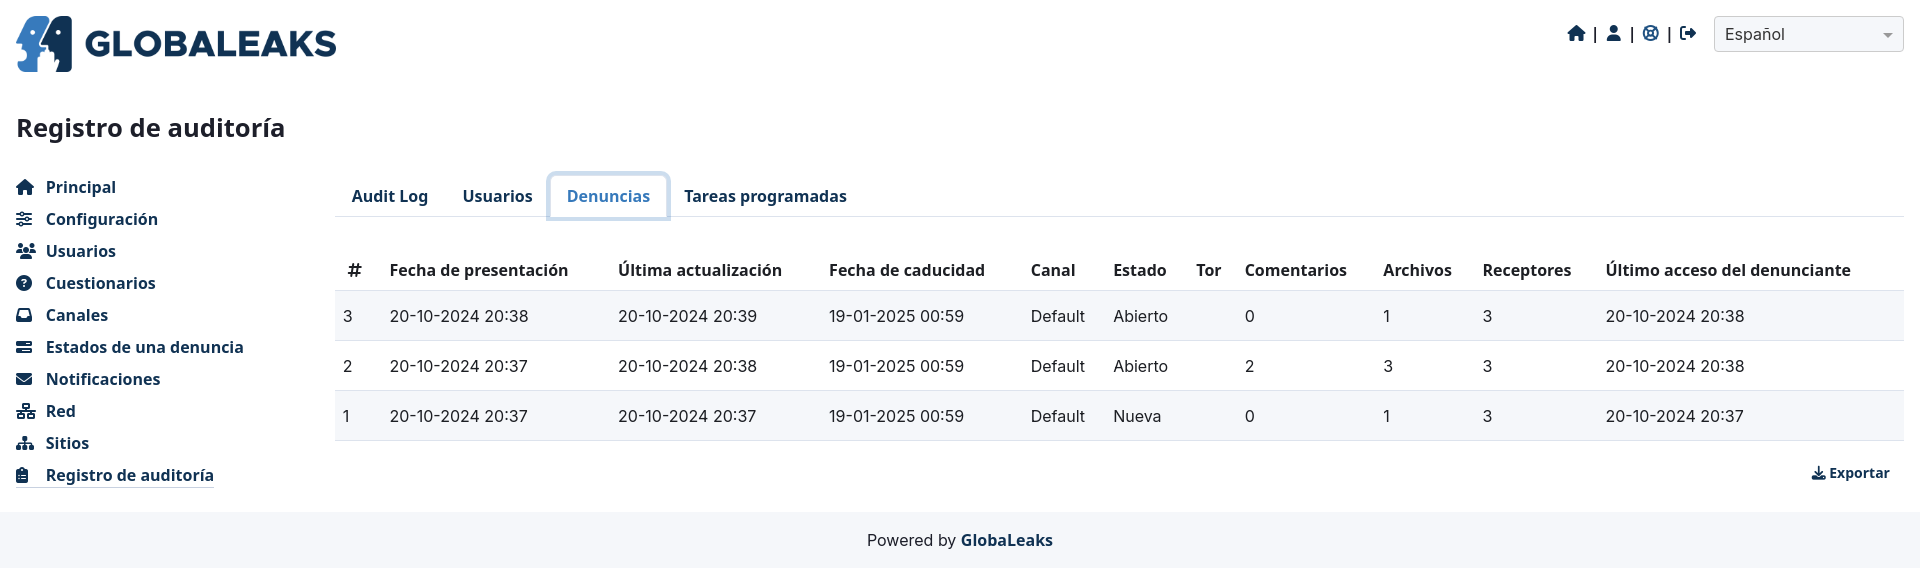 GLOBALEAKS
| | |
Español
Registro de auditoría
Principal
Configuración
Usuarios
Cuestionarios
Canales
Estados de una denuncia
Notificaciones
Red
Sitios
Registro de auditoría
Audit Log Usuarios Denuncias Tareas programadas
# Fecha de presentación Última actualización Fecha de caducidad Canal Estado Tor Comentarios Archivos Receptores Último acceso del denunciante
3 20-10-2024 20:38 20-10-2024 20:39 19-01-2025 00:59 Default Abierto 0 1 3 20-10-2024 20:38
2 20-10-2024 20:37 20-10-2024 20:38 19-01-2025 00:59 Default Abierto 2 3 3 20-10-2024 20:38
1 20-10-2024 20:37 20-10-2024 20:37 19-01-2025 00:59 Default Nueva 0 1 3 20-10-2024 20:37
Exportar
Powered by GlobaLeaks